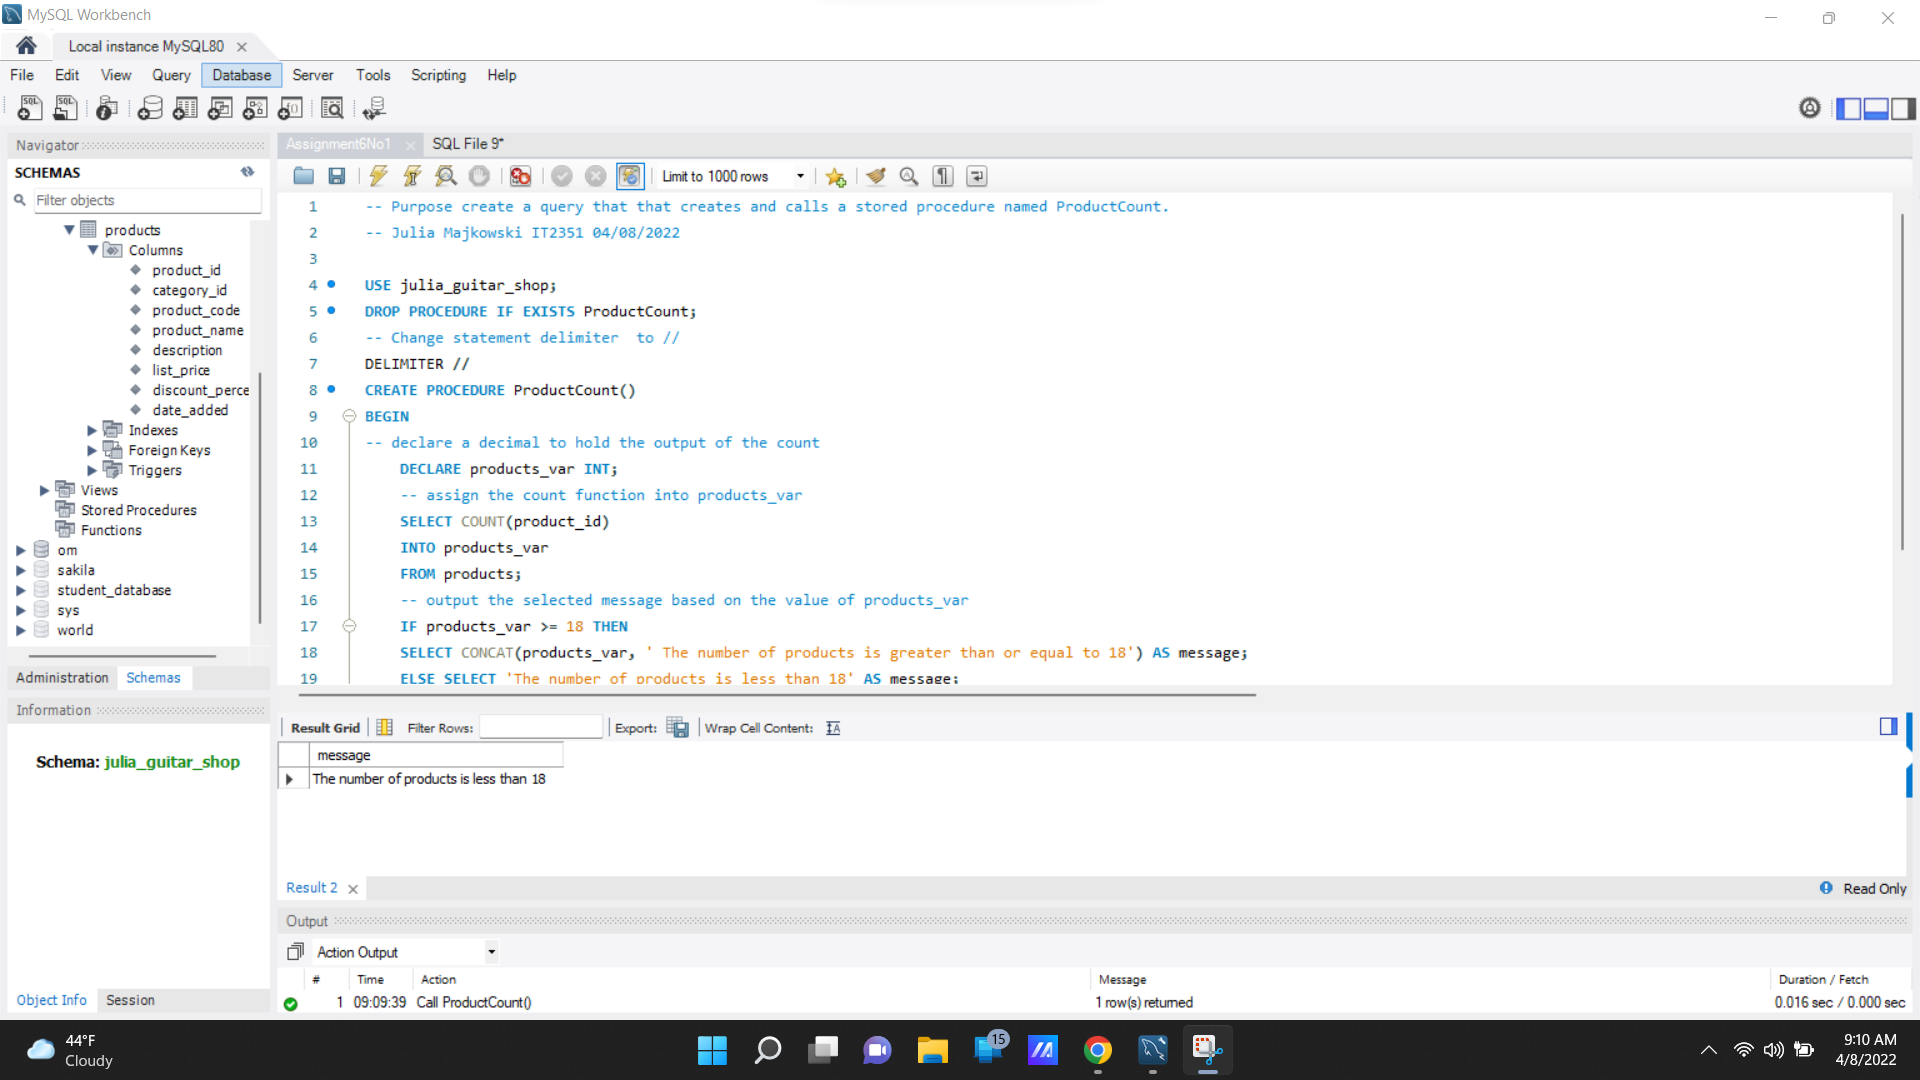 MySQL Workbench
Local instance MySQL80
File Edit View Query Database Server Tools Scripting Help
Navigator
SCHEMAS
Filter objects
products
Columns
product_id
category_id
product_code
product_name
description
list_price
discount_perce
date_added
Indexes
Foreign Keys
Triggers
Views
Stored Procedures
Functions
om
sakila
student_database
sys
world
Administration Schemas
Information
Schema: julia_guitar_shop
Object Info Session
Assignment6No1 SQL File 9*
Limit to 1000 rows
1 -- Purpose create a query that that creates and calls a stored procedure named ProductCount.
2 -- Julia Majkowski IT2351 04/08/2022
3
4 USE julia_guitar_shop;
5 DROP PROCEDURE IF EXISTS ProductCount;
6 -- Change statement delimiter  to //
7 DELIMITER //
8 CREATE PROCEDURE ProductCount()
9 BEGIN
10 -- declare a decimal to hold the output of the count
11 DECLARE products_var INT;
12 -- assign the count function into products_var
13 SELECT COUNT(product_id)
14 INTO products_var
15 FROM products;
16 -- output the selected message based on the value of products_var
17 IF products_var >= 18 THEN
18 SELECT CONCAT(products_var, ' The number of products is greater than or equal to 18') AS message;
19 ELSE SELECT 'The number of products is less than 18' AS message;
Result Grid Filter Rows: Export: Wrap Cell Content:
message
The number of products is less than 18
Result 2
Read Only
Output
Action Output
# Time Action Message Duration / Fetch
1 09:09:39 Call ProductCount() 1 row(s) returned 0.016 sec / 0.000 sec
44°F
Cloudy
15
9:10 AM
4/8/2022